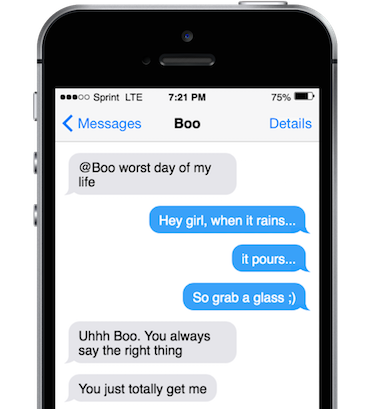 Sprint LTE 7:21 PM 75%
Messages Boo Details
@Boo worst day of my
life
Hey girl, when it rains...
it pours...
So grab a glass ;)
Uhhh Boo. You always
say the right thing
You just totally get me